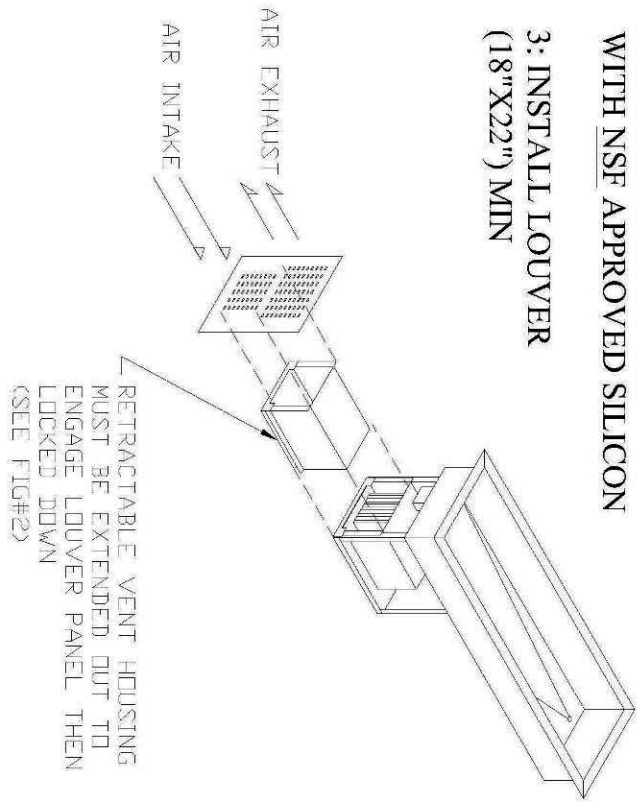 WITH NSF APPROVED SILICON
3: INSTALL LOUVER
(18"X22") MIN
AIR EXHAUST
AIR INTAKE
RETRACTABLE VENT HOUSING
MUST BE EXTENDED OUT TO
ENGAGE LOUVER PANEL THEN
LOCKED DOWN
(SEE FIG#2)